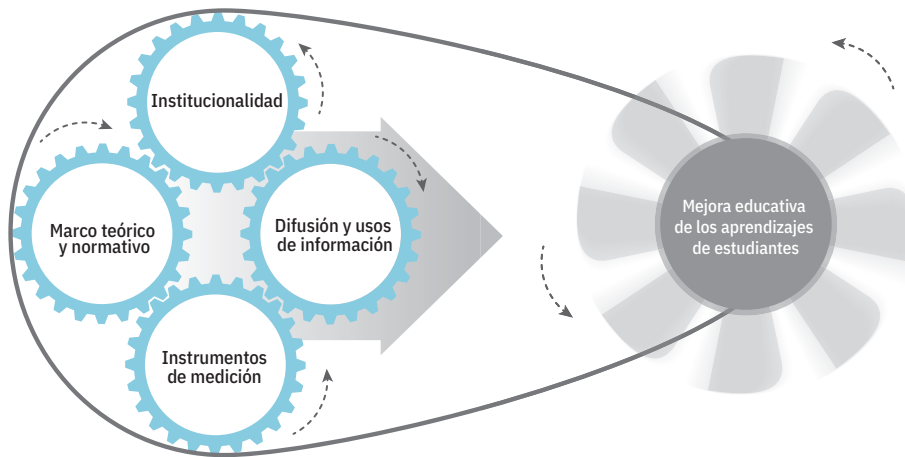 Institucionalidad
Marco teórico
y normativo
Difusión y usos
de información
Instrumentos
de medición
Mejora educativa
de los aprendizajes
de estudiantes